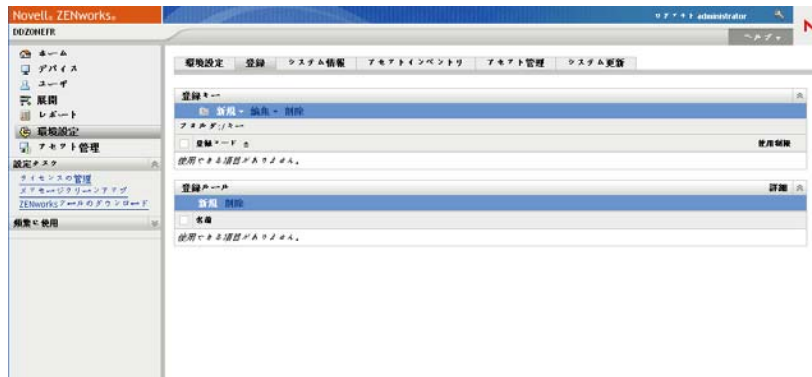 Novell. ZENworks.
ログアウト administrator
DDZONEFR
ヘルプ
ホーム
デバイス
ユーザ
展開
レポート
環境設定
アセット管理
設定タスク
ライセンスの管理
メッセージクリーンアップ
ZENworksツールのダウンロード
頻繁に使用
環境設定 登録 システム情報 アセットインベントリ アセット管理 システム更新
登録キー
新規 編集 削除
フォルダ:/キー
登録コード 使用制限
使用できる項目がありません。
登録ルール 詳細
新規 削除
名前
使用できる項目がありません。